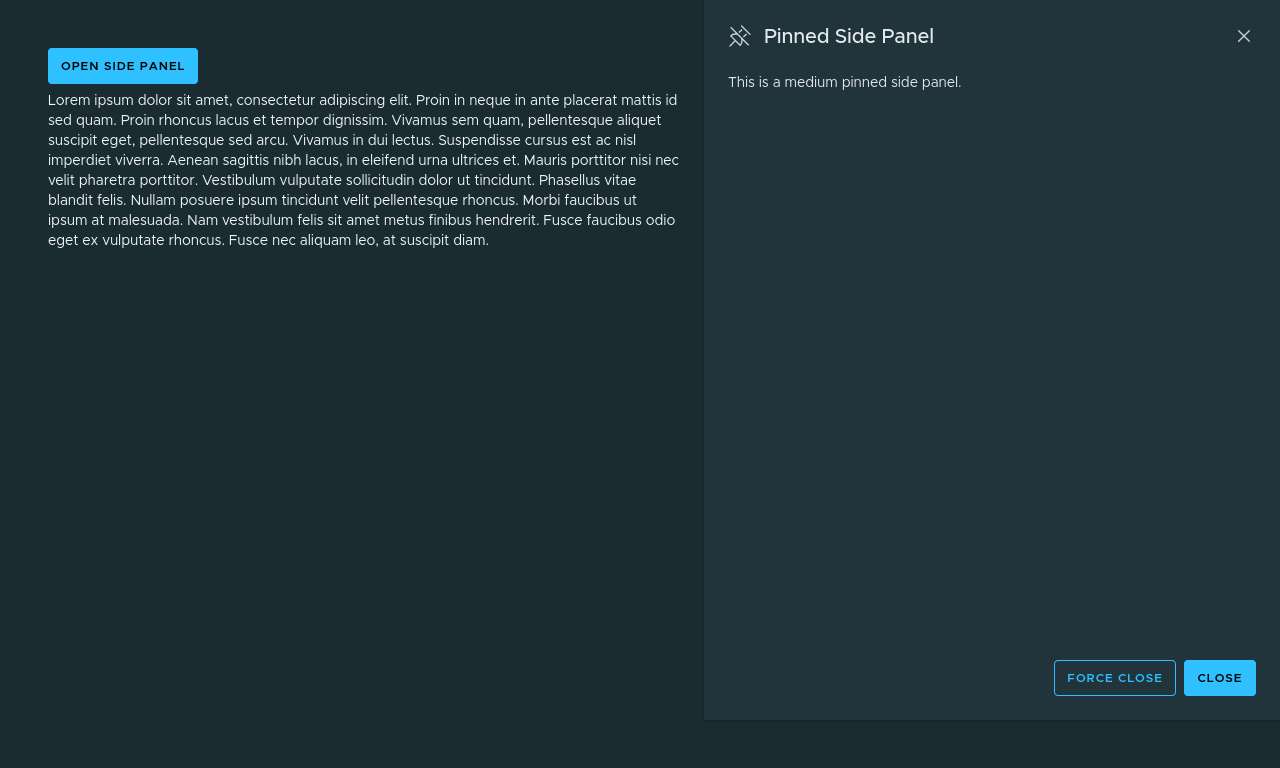 OPEN SIDE PANEL
Lorem ipsum dolor sit amet, consectetur adipiscing elit. Proin in neque in ante placerat mattis id
sed quam. Proin rhoncus lacus et tempor dignissim. Vivamus sem quam, pellentesque aliquet
suscipit eget, pellentesque sed arcu. Vivamus in dui lectus. Suspendisse cursus est ac nisl
imperdiet viverra. Aenean sagittis nibh lacus, in eleifend urna ultrices et. Mauris porttitor nisi nec
velit pharetra porttitor. Vestibulum vulputate sollicitudin dolor ut tincidunt. Phasellus vitae
blandit felis. Nullam posuere ipsum tincidunt velit pellentesque rhoncus. Morbi faucibus ut
ipsum at malesuada. Nam vestibulum felis sit amet metus finibus hendrerit. Fusce faucibus odio
eget ex vulputate rhoncus. Fusce nec aliquam leo, at suscipit diam.
Pinned Side Panel
This is a medium pinned side panel.
FORCE CLOSE
CLOSE